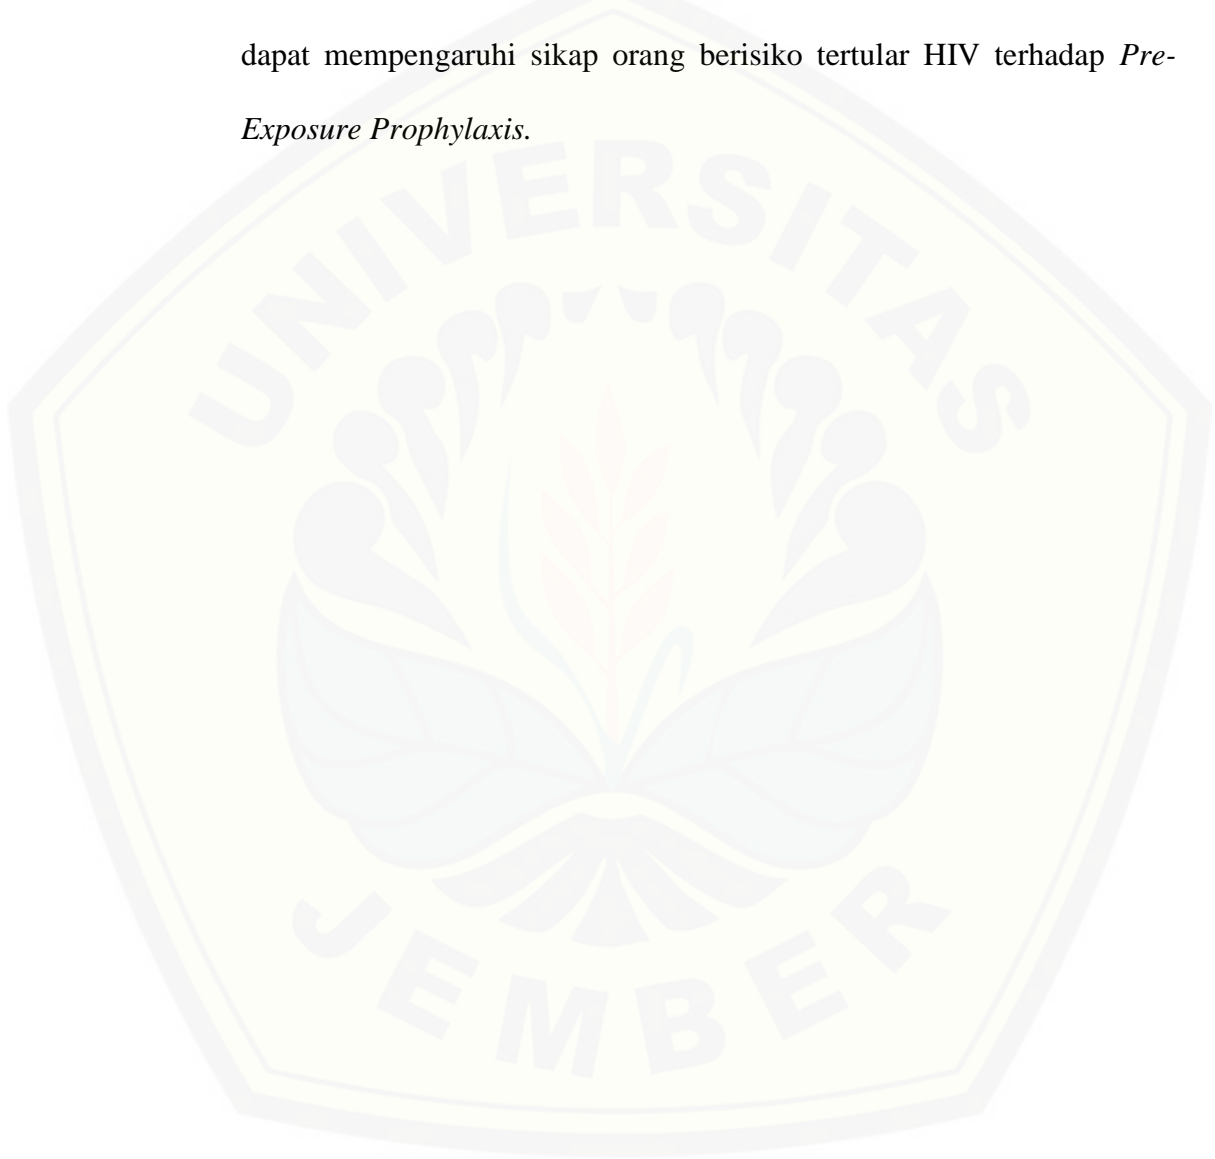 dapat mempengaruhi sikap orang berisiko tertular HIV terhadap Pre-
Exposure Prophylaxis.
UNIVERSITAS
JEMBER